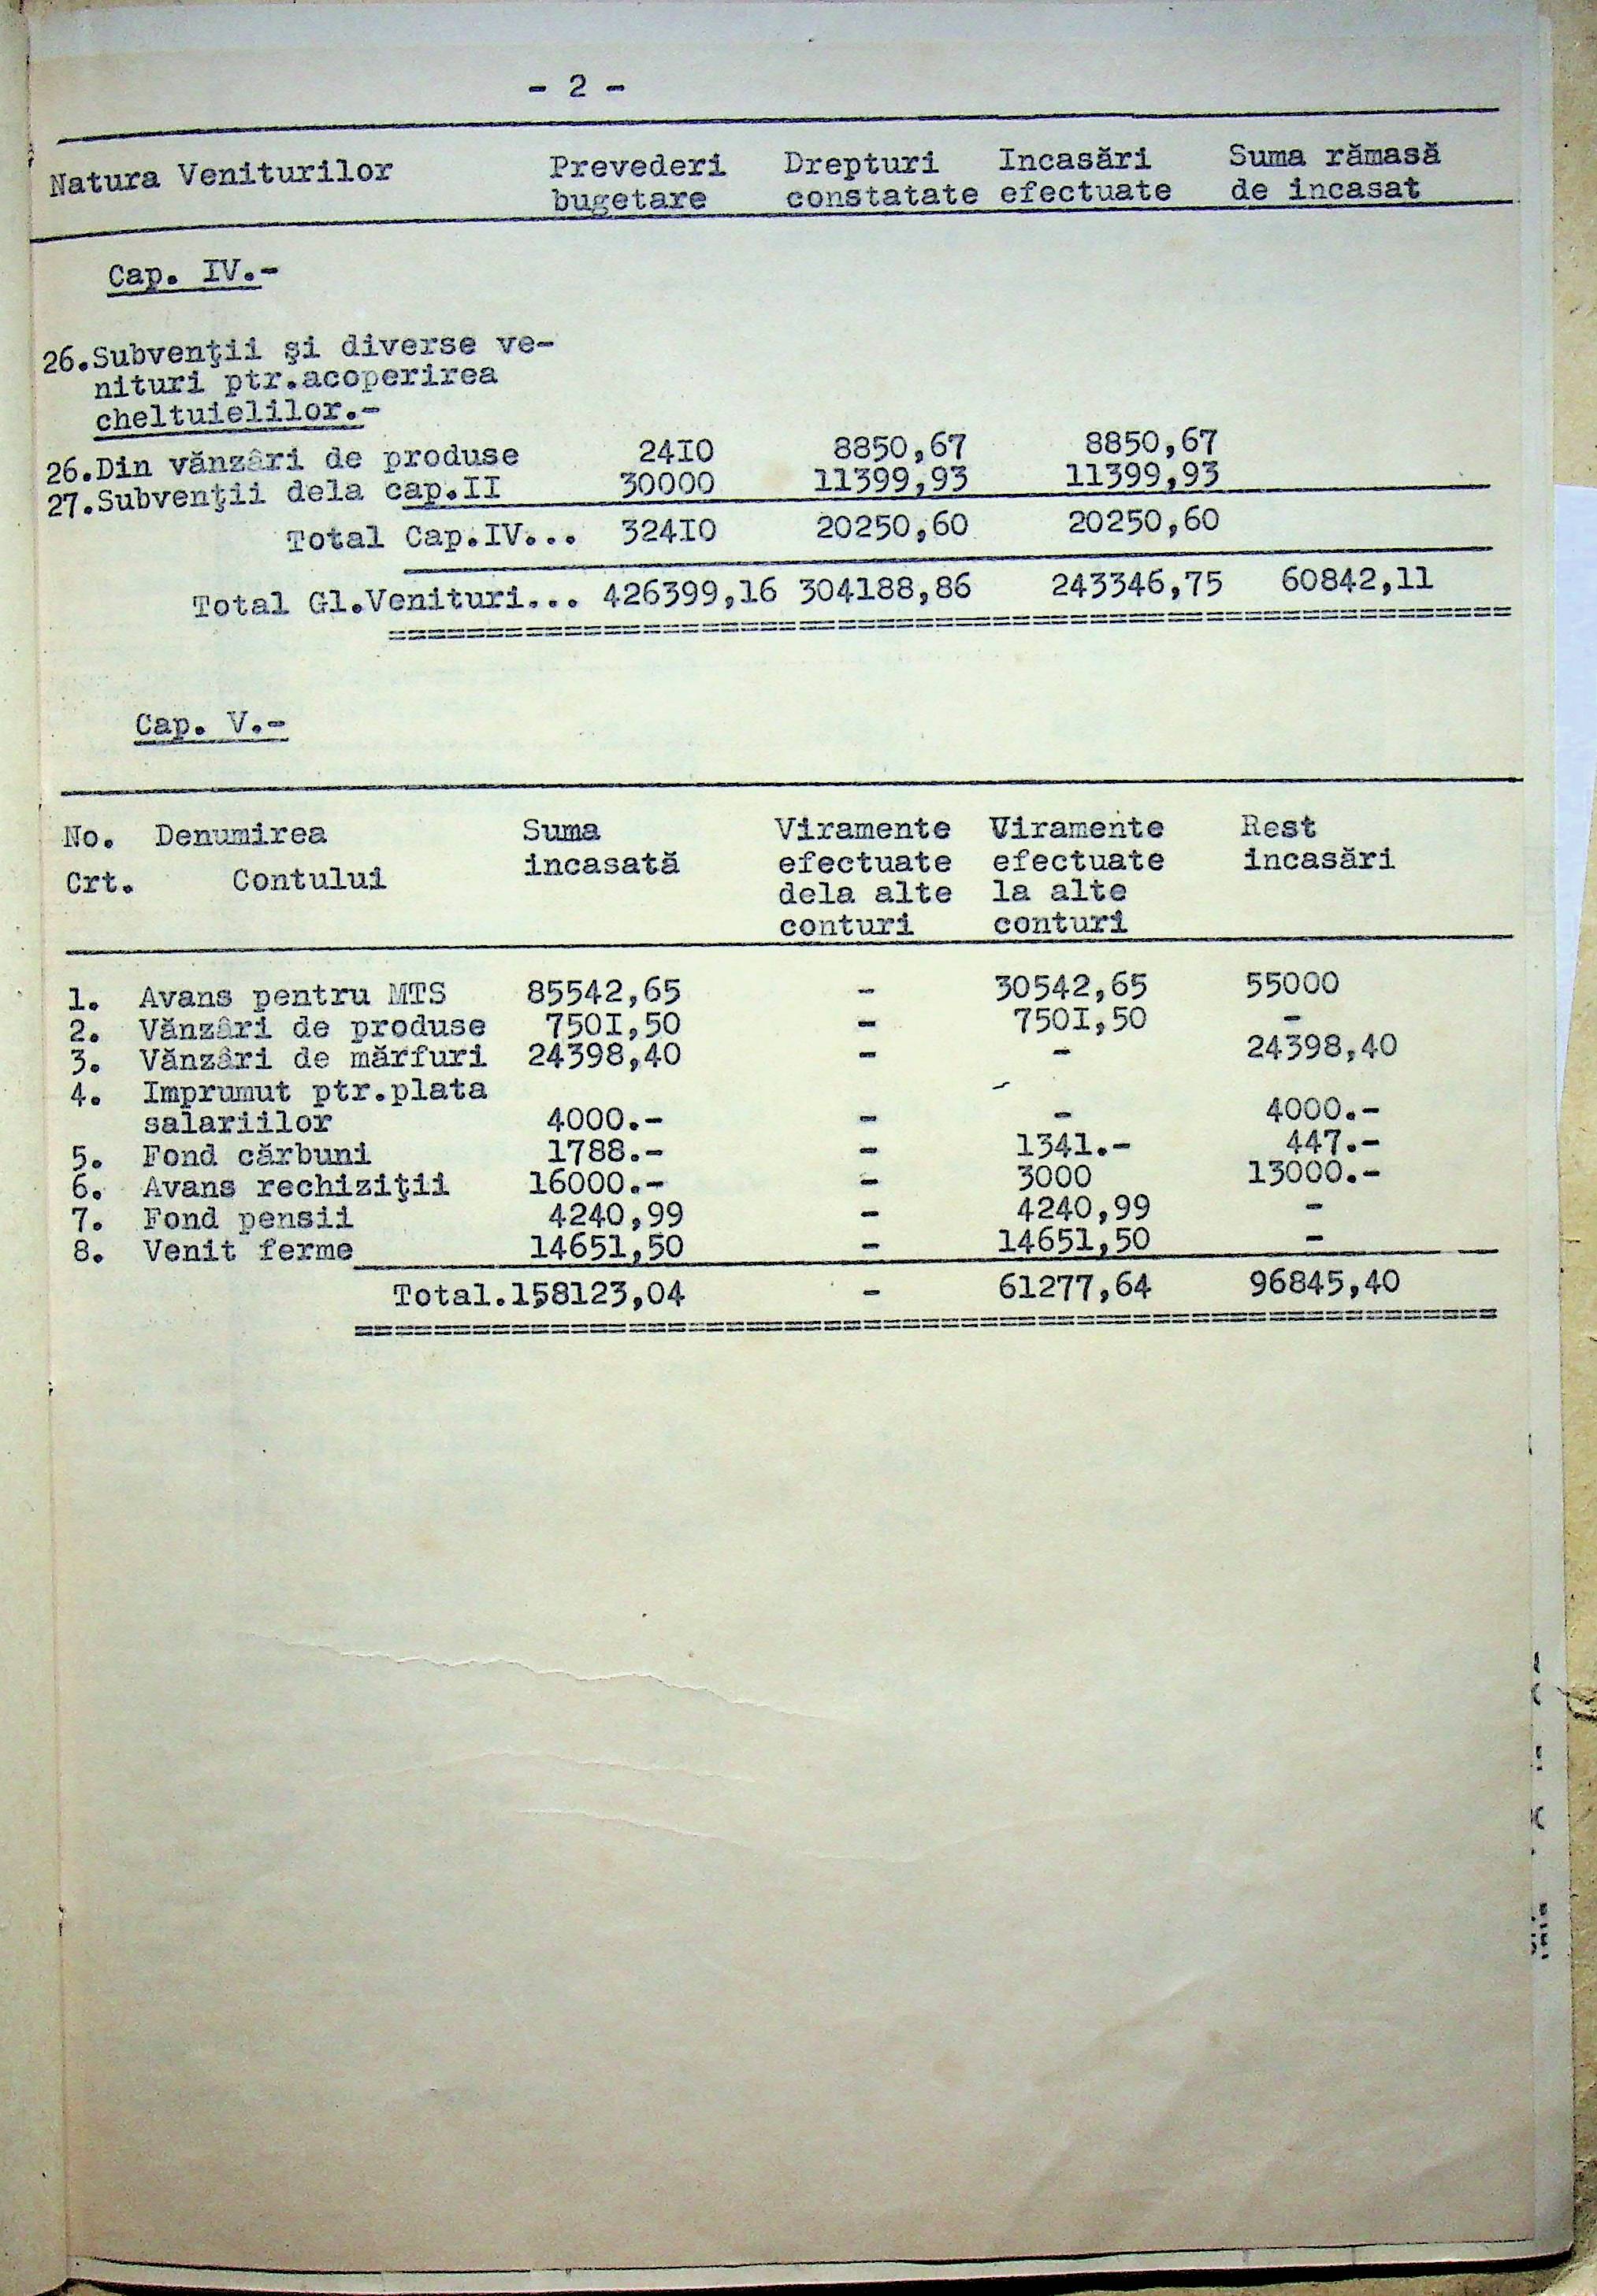 - 2 -
Natura Veniturilor Prevederi Drepturi Incasări Suma rămasă
bugetare constatate efectuate de incasat
Cap. IV.-
26.Subvenţii şi diverse ve-
nituri ptr.acoperirea
cheltuielilor.-
26.Din vănzâri de produse 24I0 8850,67 8850,67
27.Subvenţii dela cap.II 30000 11399,93 11399,93
Total Cap.IV... 324I0 20250,60 20250,60
Total Gl.Venituri... 426399,16 304188,86 243346,75 60842,11
Cap. V.-
No. Denumirea Suma Viramente Viramente Rest
incasată efectuate efectuate incasări
Crt. Contului dela alte la alte
conturi conturi
1. Avans pentru MTS 85542,65 - 30542,65 55000
2. Vănzâri de produse 750I,50 - 750I,50 -
3. Vănzâri de mărfuri 24398,40 - - 24398,40
4. Imprumut ptr.plata
salariilor 4000.- - - 4000.-
5. Fond cărbuni 1788.- - 1341.- 447.-
6. Avans rechiziţii 16000.- - 3000 13000.-
7. Fond pensii 4240,99 - 4240,99 -
8. Venit ferme 14651,50 - 14651,50 -
Total.158123,04 - 61277,64 96845,40